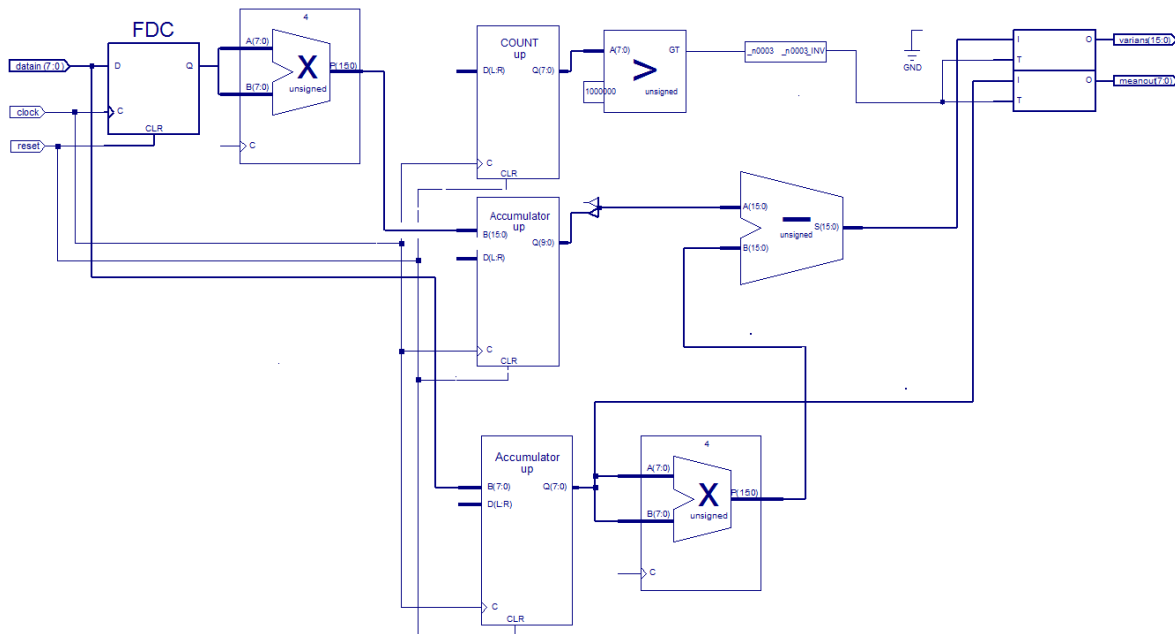 FDC
datain (7:0)
D
Q
clock
C
CLR
reset
4
A(7:0)
X
unsigned
B(7:0)
P(15:0)
C
COUNT
up
D(L:R)
Q(7:0)
C
CLR
A(7:0)
GT
>
1000000
unsigned
_n0003 _n0003_INV
GND
I
O
varians(15:0)
T
I
O
meanout(7:0)
T
Accumulator
up
B(15:0)
Q(9:0)
D(L:R)
C
CLR
A(15:0)
unsigned
S(15:0)
B(15:0)
Accumulator
up
B(7:0)
Q(7:0)
D(L:R)
C
CLR
4
A(7:0)
X
P(15:0)
unsigned
B(7:0)
C